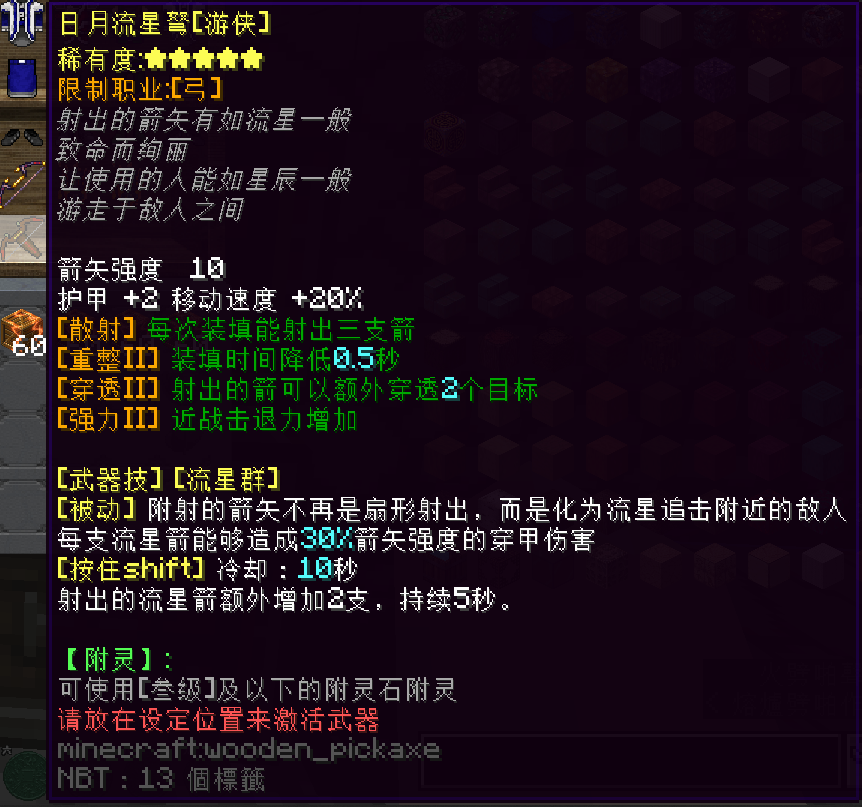 日月流星弩[游侠]
稀有度:★★★★★
限制职业:[弓]
射出的箭矢有如流星一般
致命而绚丽
让使用的人能如星辰一般
游走于敌人之间
箭矢强度 10
护甲 +2 移动速度 +20%
[散射] 每次装填能射出三支箭
[重整II] 装填时间降低0.5秒
[穿透II] 射出的箭可以额外穿透2个目标
[强力II] 近战击退力增加
[武器技] [流星群]
[被动] 附射的箭矢不再是扇形射出，而是化为流星追击附近的敌人
每支流星箭能够造成30%箭矢强度的穿甲伤害
[按住shift] 冷却：10秒
射出的流星箭额外增加2支，持续5秒。
【附灵】：
可使用[叁级]及以下的附灵石附灵
请放在设定位置来激活武器
minecraft:wooden_pickaxe
NBT：13 個標籤
60